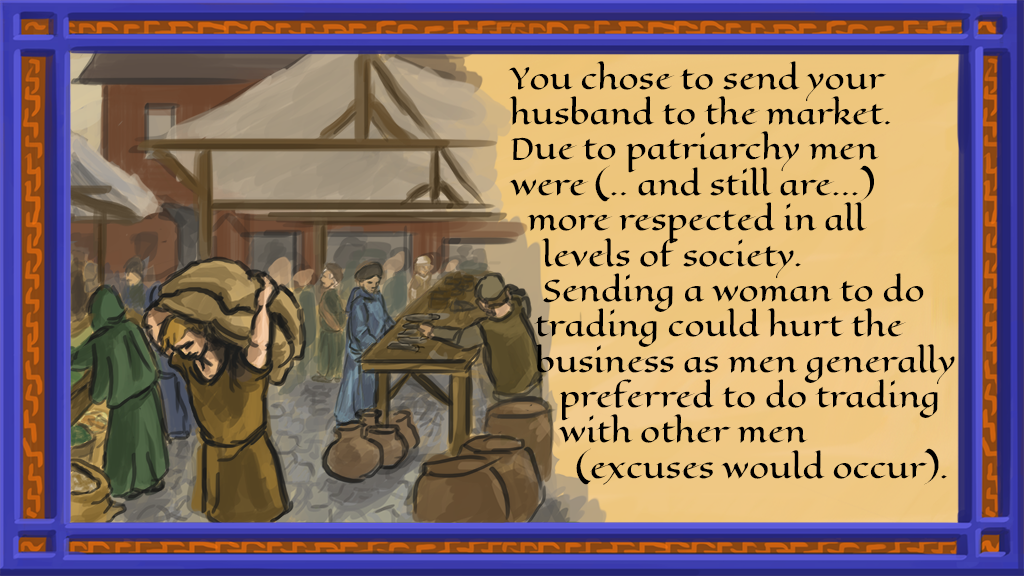 You chose to send your
husband to the market.
Due to patriarchy men
were (.. and still are...)
more respected in all
levels of society.
Sending a woman to do
trading could hurt the
business as men generally
preferred to do trading
with other men
(excuses would occur).